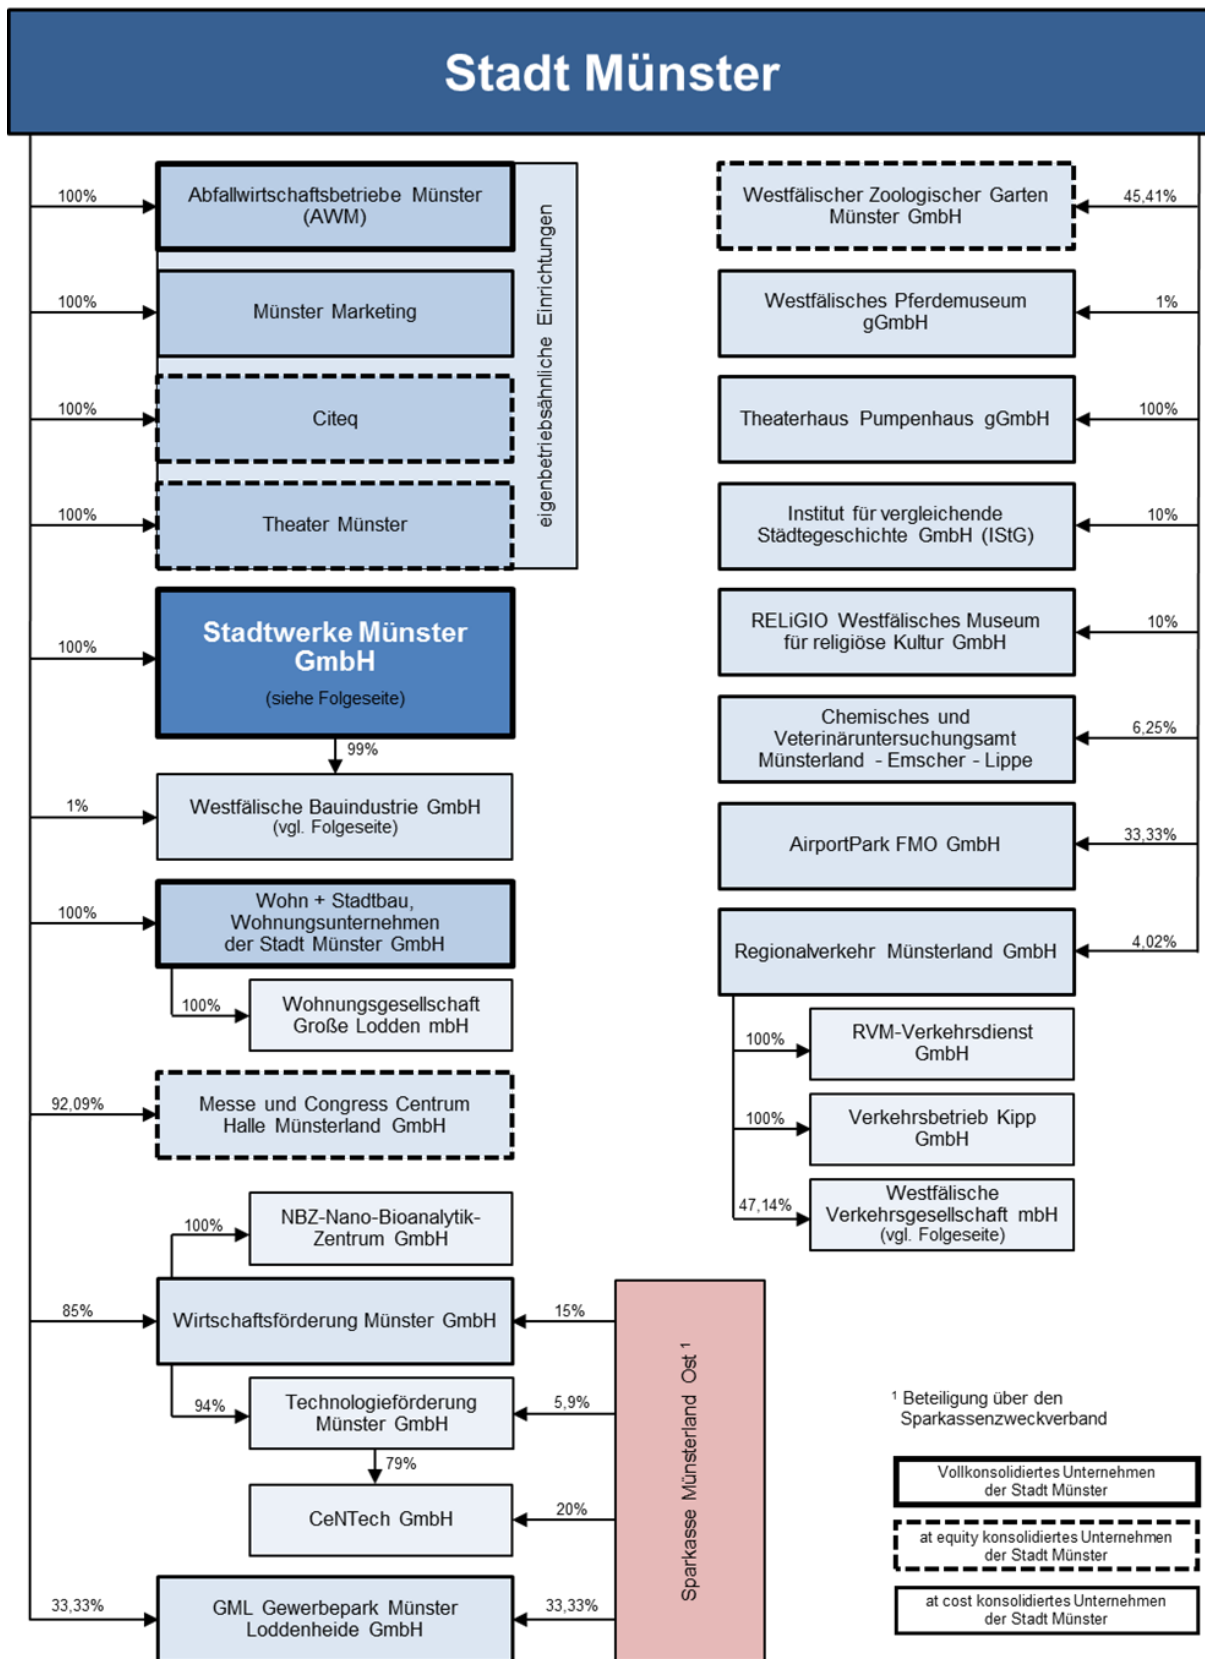 Stadt Münster
100%
Abfallwirtschaftsbetriebe Münster
(AWM)
100%
Münster Marketing
100%
Citeq
100%
Theater Münster
eigenbetriebsähnliche Einrichtungen
100%
Stadtwerke Münster
GmbH
(siehe Folgeseite)
99%
1%
Westfälische Bauindustrie GmbH
(vgl. Folgeseite)
100%
Wohn + Stadtbau,
Wohnungsunternehmen
der Stadt Münster GmbH
100%
Wohnungsgesellschaft
Große Lodden mbH
92,09%
Messe und Congress Centrum
Halle Münsterland GmbH
100%
NBZ-Nano-Bioanalytik-
Zentrum GmbH
85%
Wirtschaftsförderung Münster GmbH
15%
94%
Technologieförderung
Münster GmbH
5,9%
79%
CeNTech GmbH
20%
33,33%
GML Gewerbepark Münster
Loddenheide GmbH
33,33%
Sparkasse Münsterland Ost ¹
Westfälischer Zoologischer Garten
Münster GmbH
45,41%
Westfälisches Pferdemuseum
gGmbH
1%
Theaterhaus Pumpenhaus gGmbH
100%
Institut für vergleichende
Städtegeschichte GmbH (IStG)
10%
RELiGIO Westfälisches Museum
für religiöse Kultur GmbH
10%
Chemisches und
Veterinäruntersuchungsamt
Münsterland - Emscher - Lippe
6,25%
AirportPark FMO GmbH
33,33%
Regionalverkehr Münsterland GmbH
4,02%
100%
RVM-Verkehrsdienst
GmbH
100%
Verkehrsbetrieb Kipp
GmbH
47,14%
Westfälische
Verkehrsgesellschaft mbH
(vgl. Folgeseite)
¹ Beteiligung über den
Sparkassenzweckverband
Vollkonsolidiertes Unternehmen
der Stadt Münster
at equity konsolidiertes Unternehmen
der Stadt Münster
at cost konsolidiertes Unternehmen
der Stadt Münster